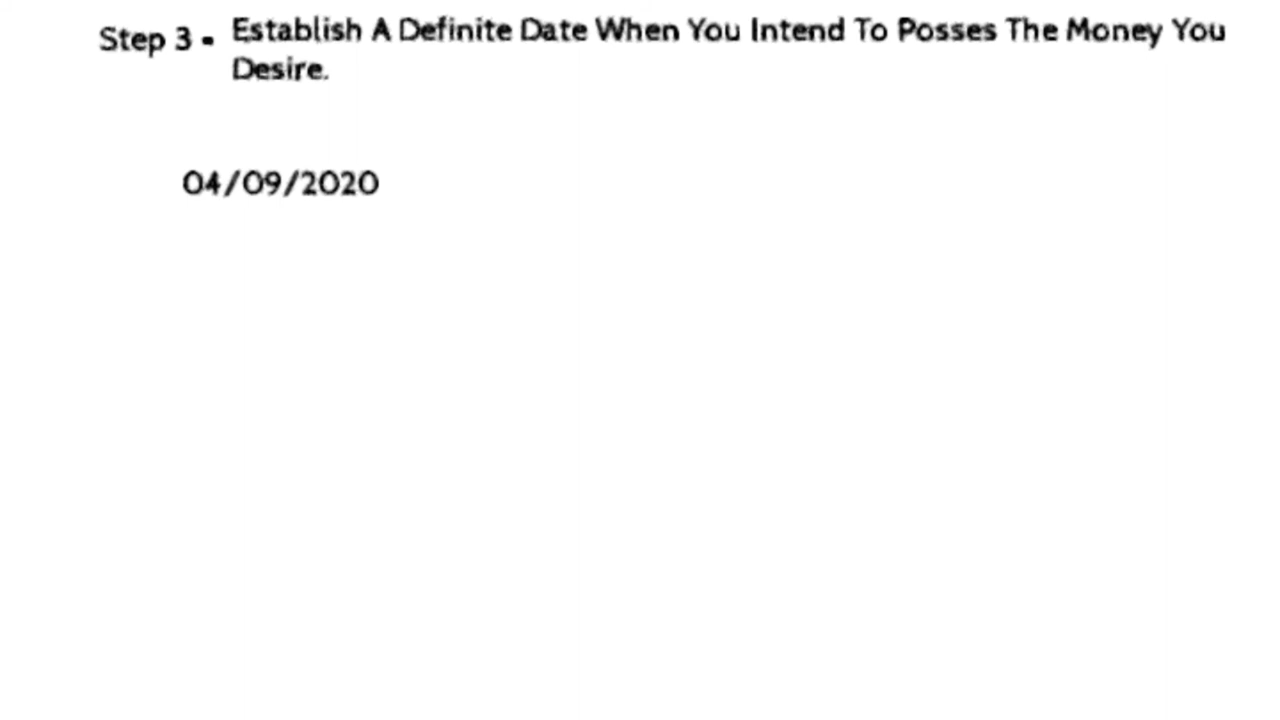 Step 3 - Establish A Definite Date When You Intend To Posses The Money You
Desire.
04/09/2020